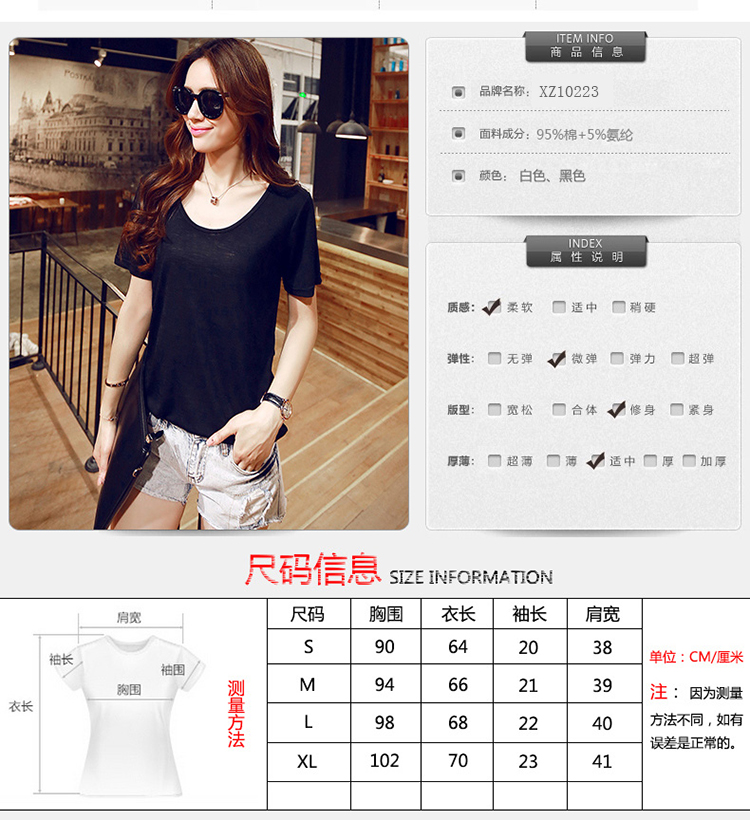 ITEM INFO
商品信息
品牌名称: XZ10223
面料成分: 95%棉+5%氨纶
颜色: 白色、黑色
INDEX
属性说明
质感: 柔软 适中 稍硬
弹性: 无弹 微弹 弹力 超弹
版型: 宽松 合体 修身 紧身
厚薄: 超薄 薄 适中 厚 加厚
尺码信息 SIZE INFORMATION
肩宽
袖长
袖围
胸围
衣长
测量方法
尺码 胸围 衣长 袖长 肩宽
S 90 64 20 38
M 94 66 21 39
L 98 68 22 40
XL 102 70 23 41
单位: CM/厘米
注: 因为测量
方法不同，如有
误差是正常的。